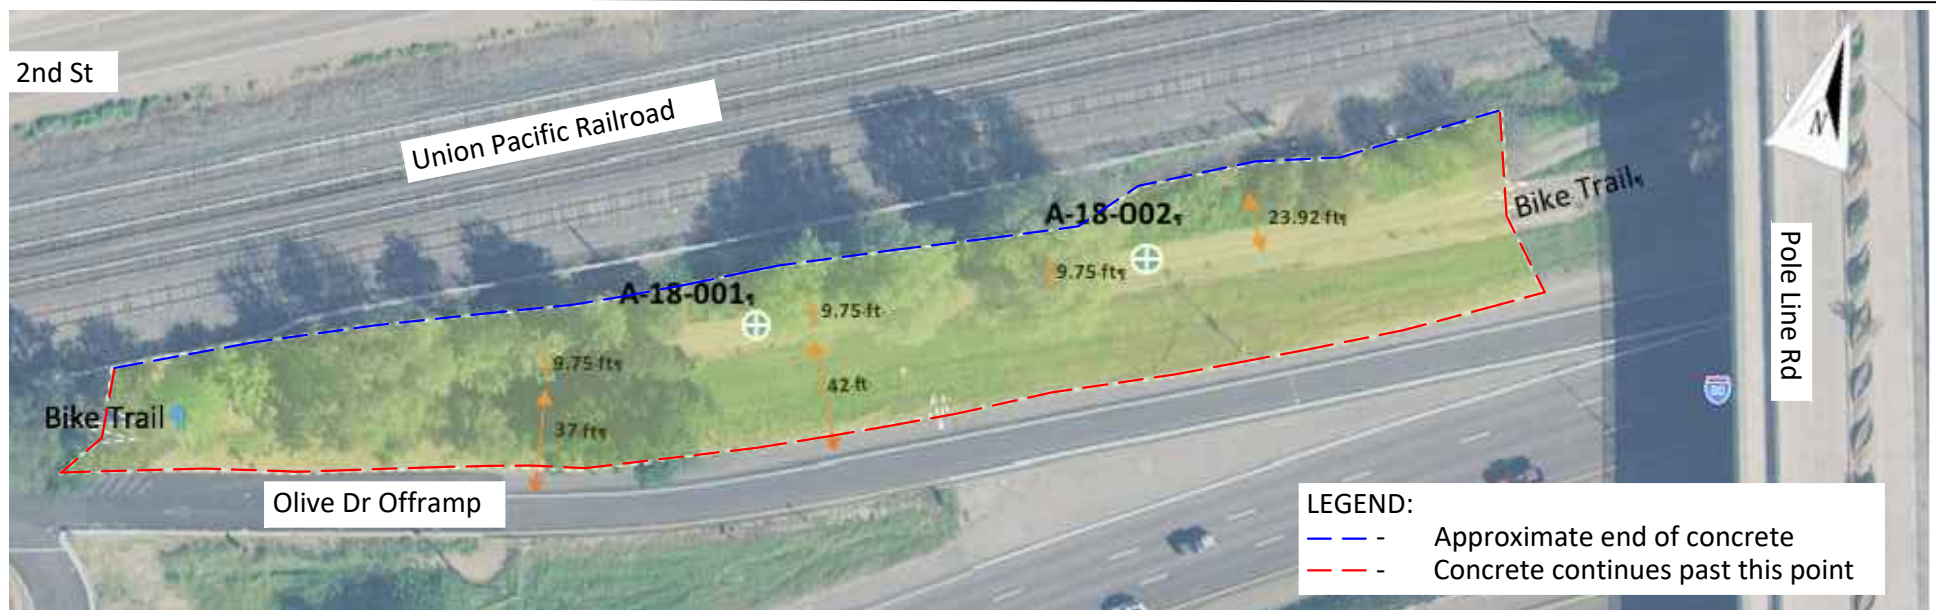 2nd St
Union Pacific Railroad
N
A-18-002
23.92 ft
Bike Trail
9.75 ft
A-18-001
9.75 ft
Pole Line Rd
9.75 ft
42 ft
80
Bike Trail
37 ft
Olive Dr Offramp
LEGEND:
- Approximate end of concrete
- Concrete continues past this point